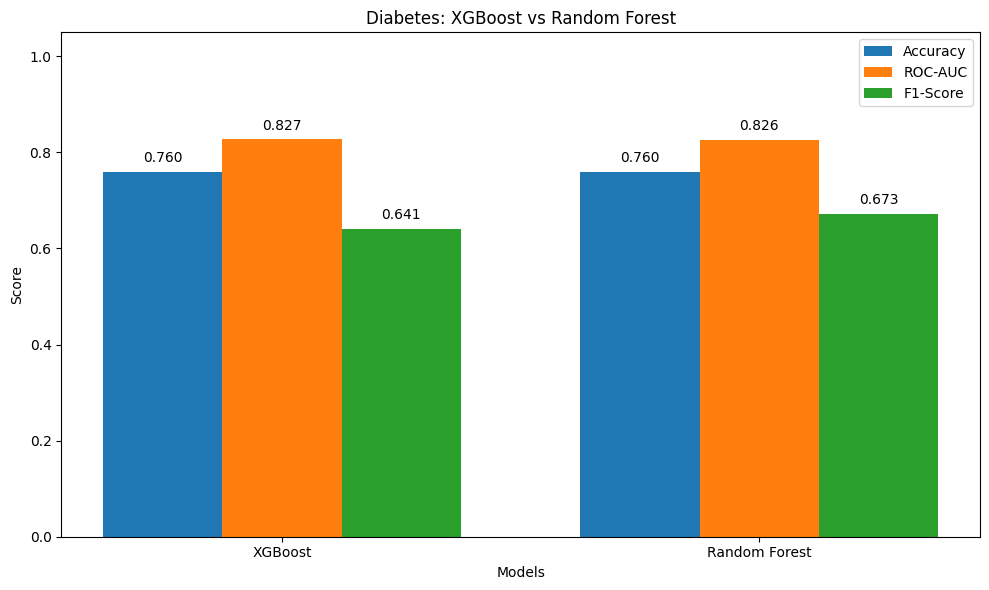 Diabetes: XGBoost vs Random Forest
1.0
0.8
0.6
0.4
0.2
0.0
Score
Accuracy
ROC-AUC
F1-Score
0.760
0.827
0.641
0.760
0.826
0.673
XGBoost
Random Forest
Models